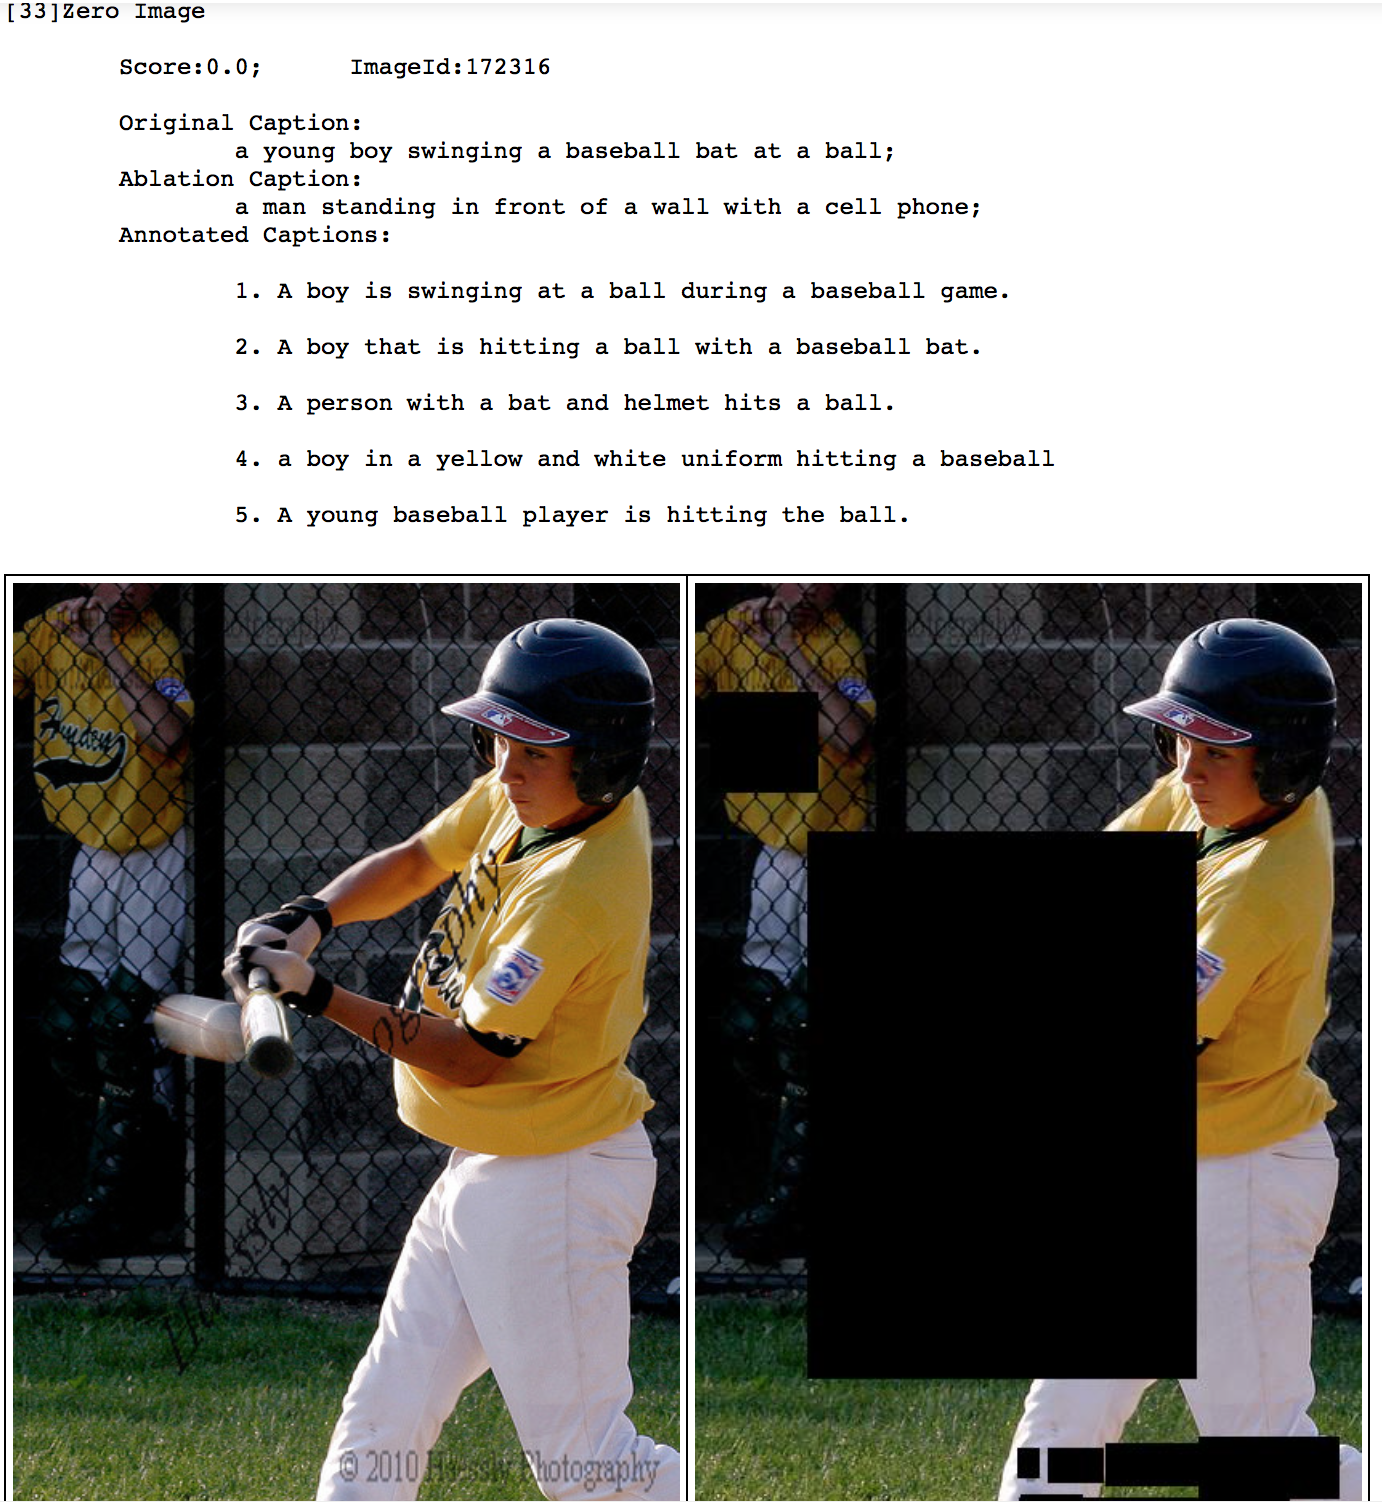 [33]Zero Image
Score:0.0; ImageId:172316
Original Caption:
a young boy swinging a baseball bat at a ball;
Ablation Caption:
a man standing in front of a wall with a cell phone;
Annotated Captions:
1. A boy is swinging at a ball during a baseball game.
2. A boy that is hitting a ball with a baseball bat.
3. A person with a bat and helmet hits a ball.
4. a boy in a yellow and white uniform hitting a baseball
5. A young baseball player is hitting the ball.
© 2010 Photography